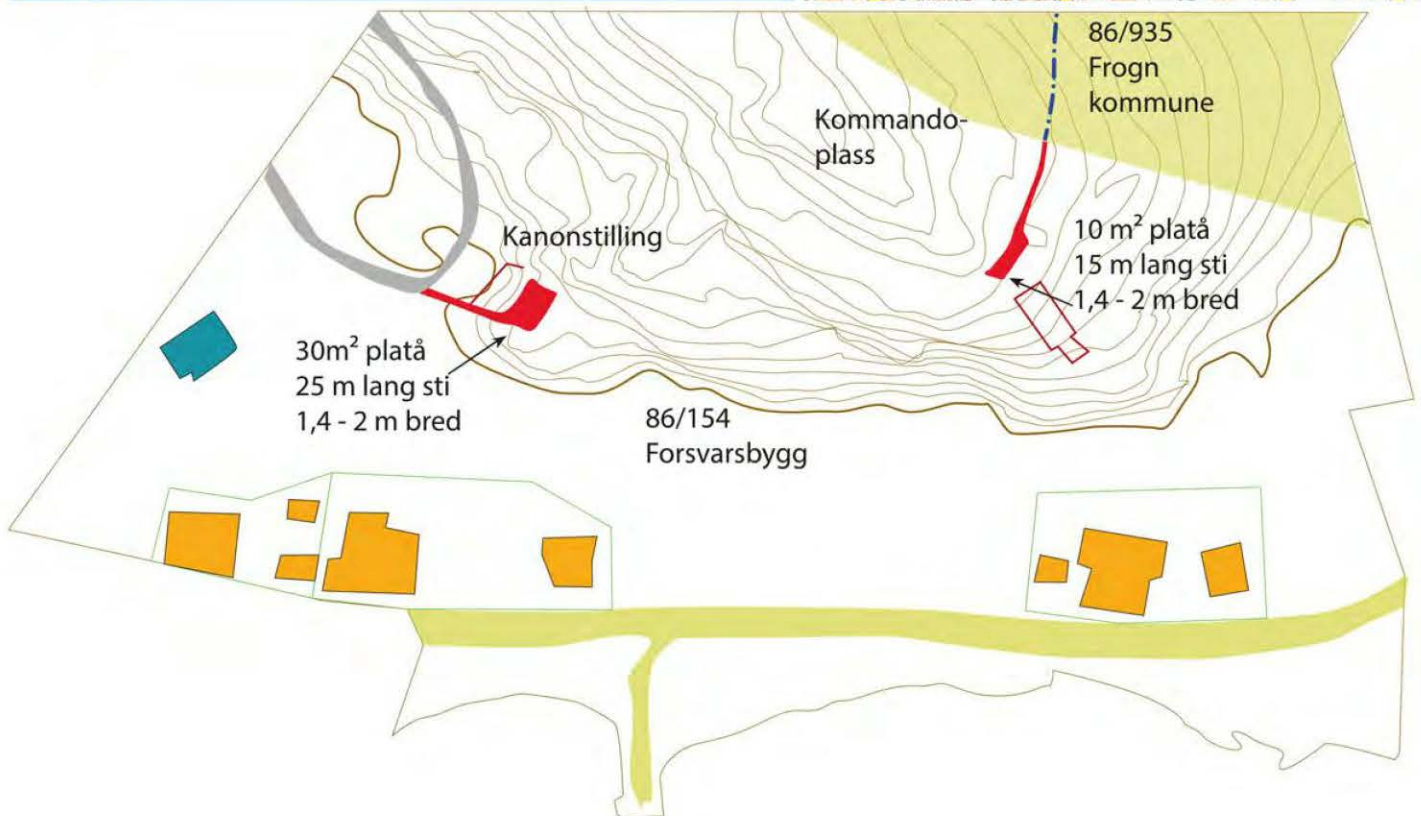 86/935
Frogn
kommune
Kommando-
plass
Kanonstilling
10 m² platå
15 m lang sti
1,4 - 2 m bred
30m² platå
25 m lang sti
1,4 - 2 m bred
86/154
Forsvarsbygg